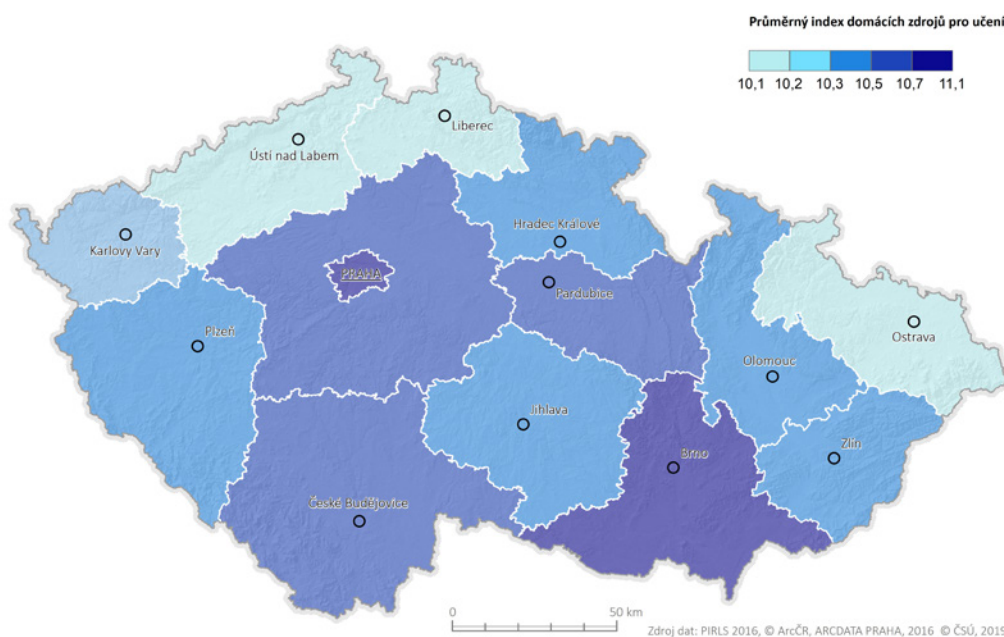 Průměrný index domácích zdrojů pro učení
10,1 10,2 10,3 10,5 10,7 11,1
Liberec
Ústí nad Labem
Hradec Králové
Karlovy Vary
PRAHA
Pardubice
Plzeň
Ostrava
Olomouc
Jihlava
Brno
Zlín
České Budějovice
0 50 km
Zdroj dat: PIRLS 2016, © ArcČR, ARCDATA PRAHA, 2016 © ČSÚ, 2019